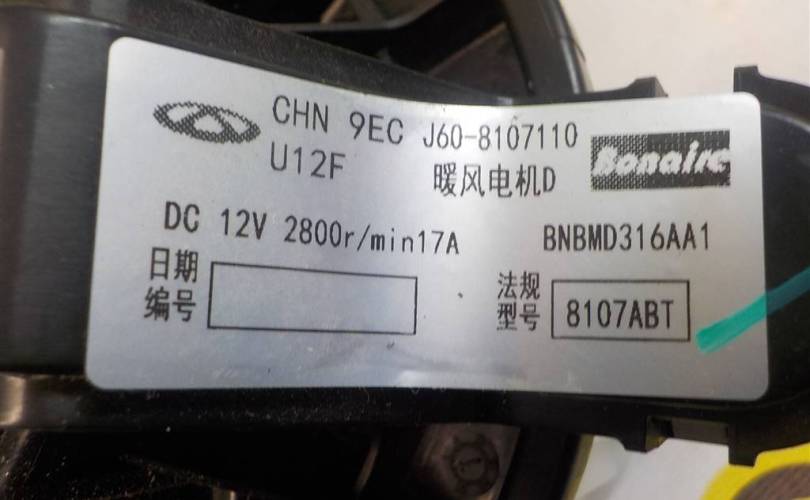 CHN 9EC J60-8107110
U12F 暖风电机D
Bonaire
DC 12V 2800r/min17A BNBMD316AA1
日期
编号
法规
型号
8107ABT